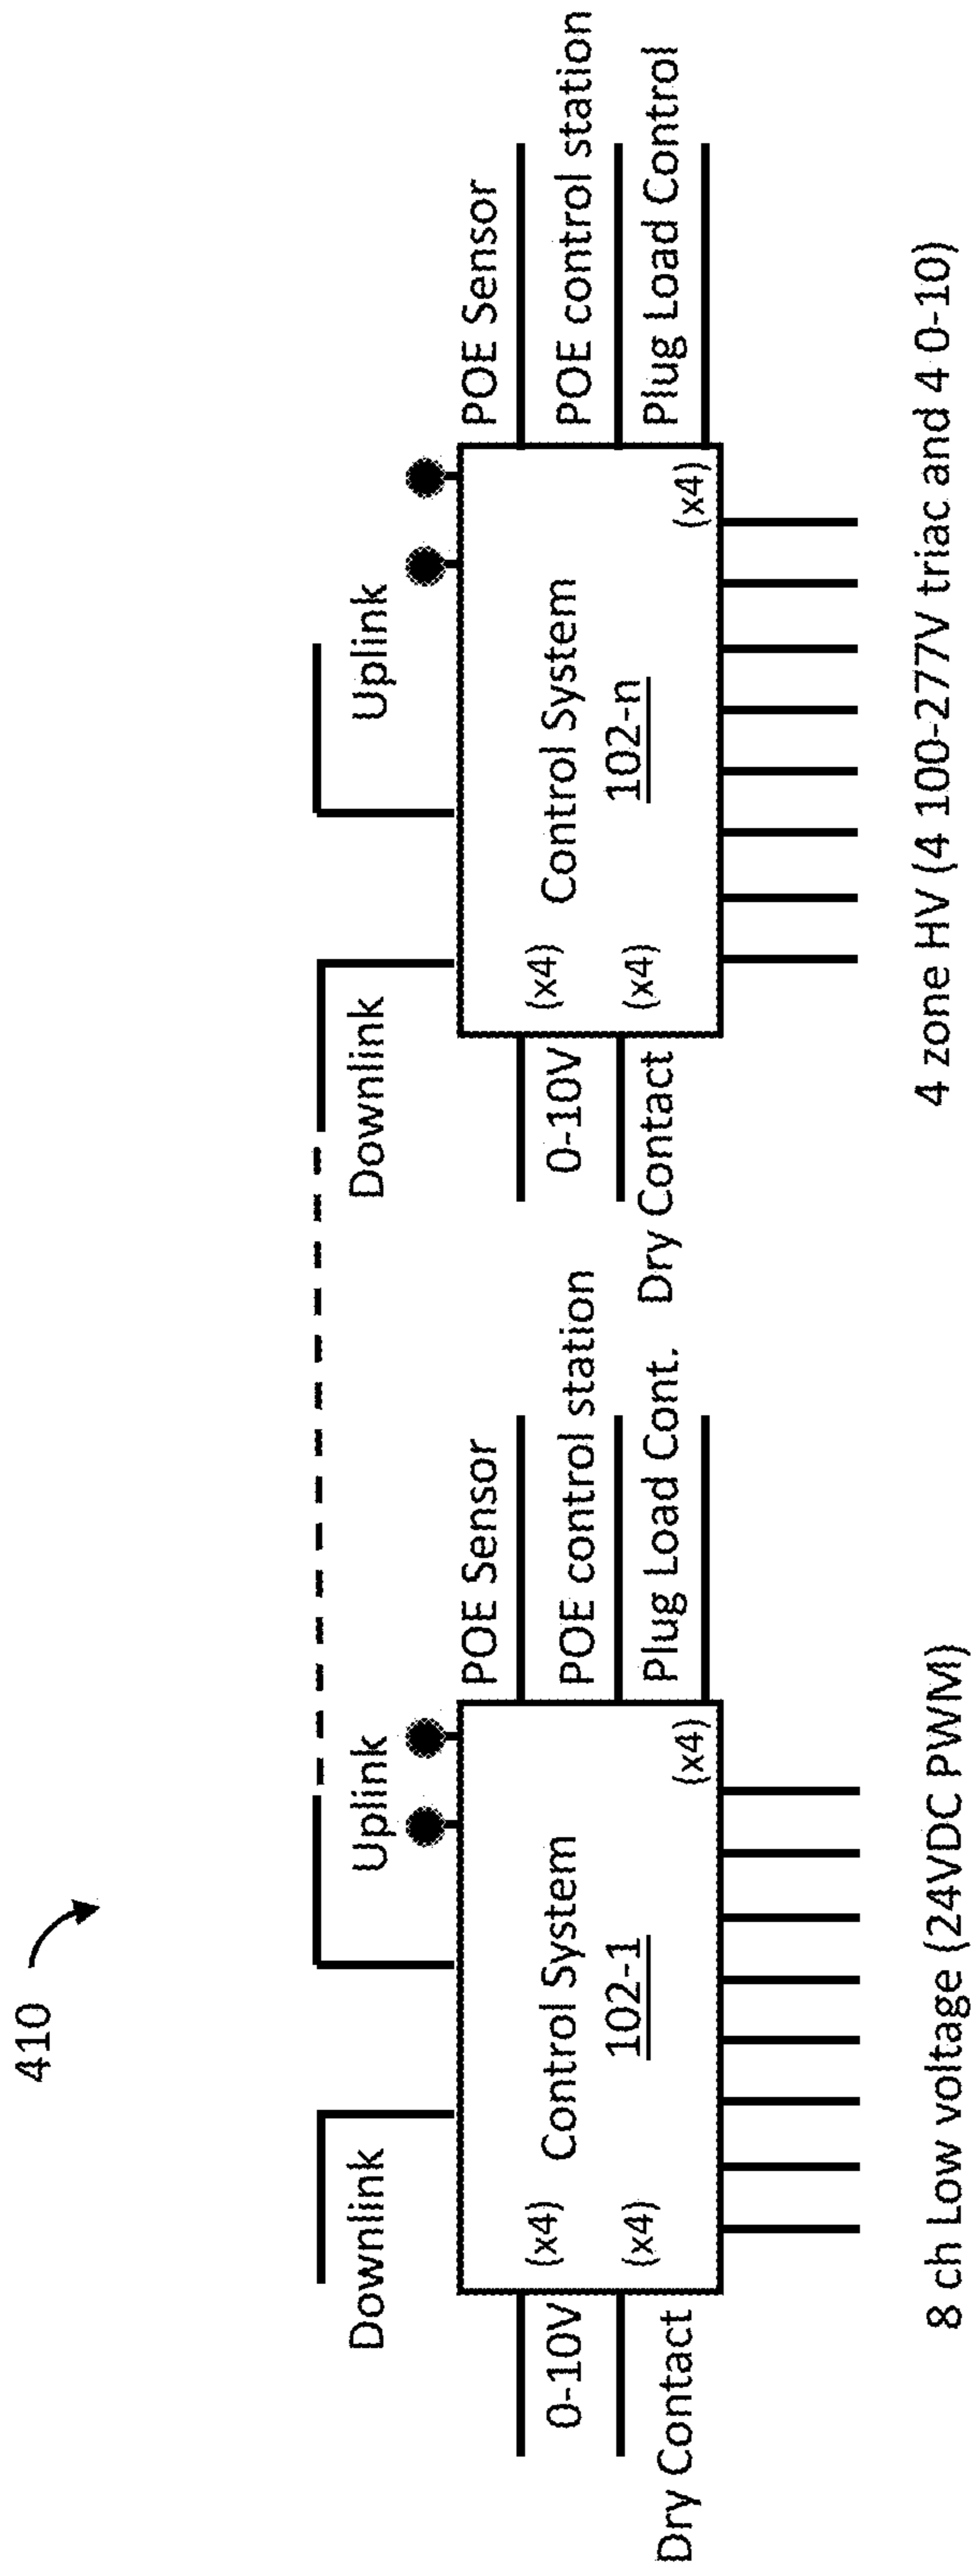 410
Downlink
Uplink
0-10V
Dry Contact
(x4)
(x4)
Control System
102-1
(x4)
POE Sensor
POE control station
Plug Load Cont.
8 ch Low voltage (24VDC PWM)
Downlink
Uplink
0-10V
Dry Contact
(x4)
(x4)
Control System
102-n
(x4)
POE Sensor
POE control station
Plug Load Control
4 zone HV (4 100-277V triac and 4 0-10)